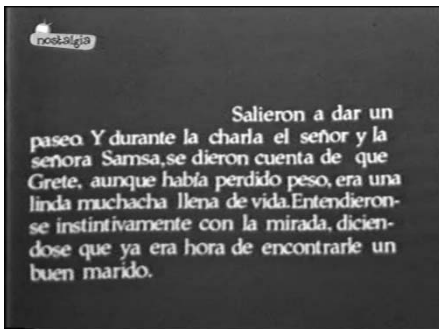 nostalgia
Salieron a dar un
paseo. Y durante la charla el señor y la
señora Samsa,se dieron cuenta de que
Grete, aunque había perdido peso, era una
linda muchacha llena de vida.Entendieron-
se instintivamente con la mirada, dicien-
dose que ya era hora de encontrarle un
buen marido.